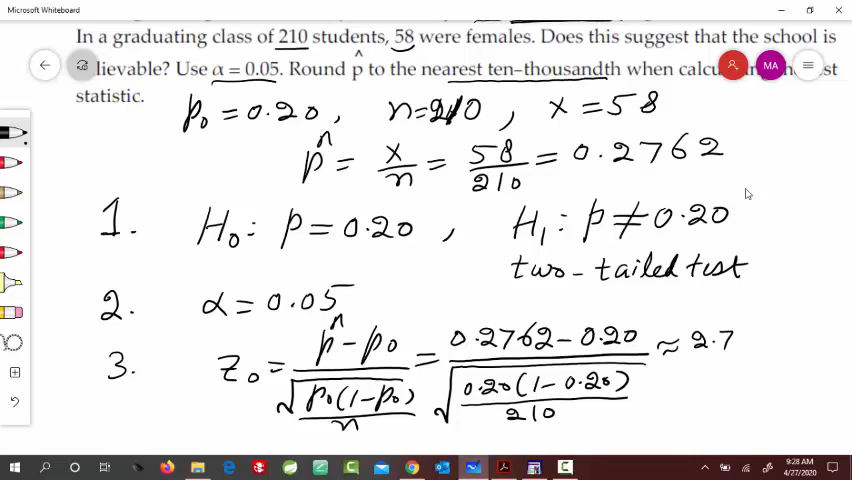 Microsoft Whiteboard
In a graduating class of 210 students, 58 were females. Does this suggest that the school is
elievable? Use α = 0.05. Round p̂ to the nearest ten-thousandth when calcu
statistic.
MA
p₀ = 0.20, n=210, x = 58
p̂ = x/n = 58/210 = 0.2762
1. H₀: p = 0.20, H₁: p ≠ 0.20
two-tailed test
2. α = 0.05
3. z₀ = (p̂ - p₀)/√(p₀(1-p₀)/n) = (0.2762 - 0.20)/√(0.20(1-0.20)/210) ≈ 2.7
9:28 AM
4/27/2020